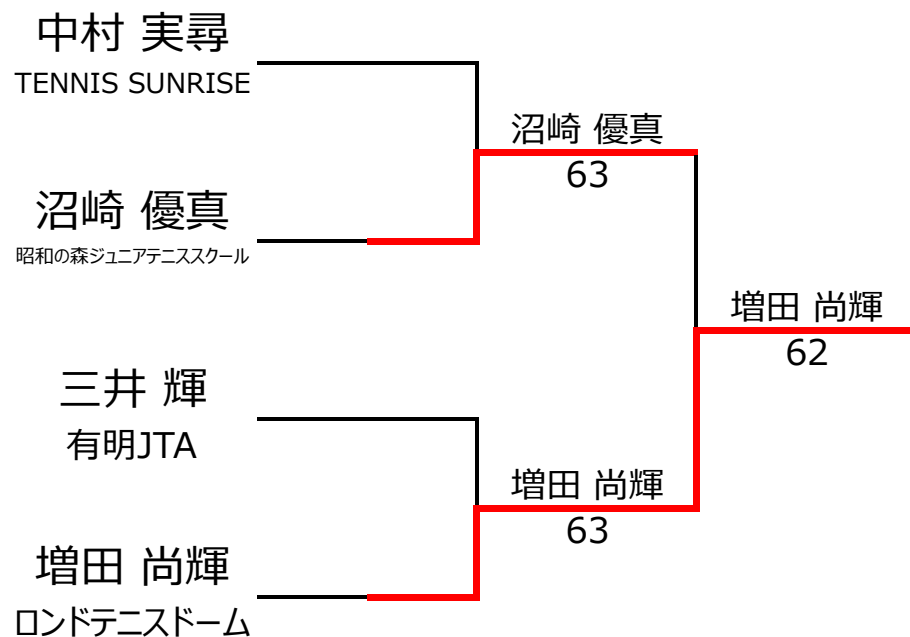 中村 実尋
TENNIS SUNRISE
沼崎 優真
63
沼崎 優真
昭和の森ジュニアテニススクール
増田 尚輝
62
三井 輝
有明JTA
増田 尚輝
63
増田 尚輝
ロンドテニスドーム